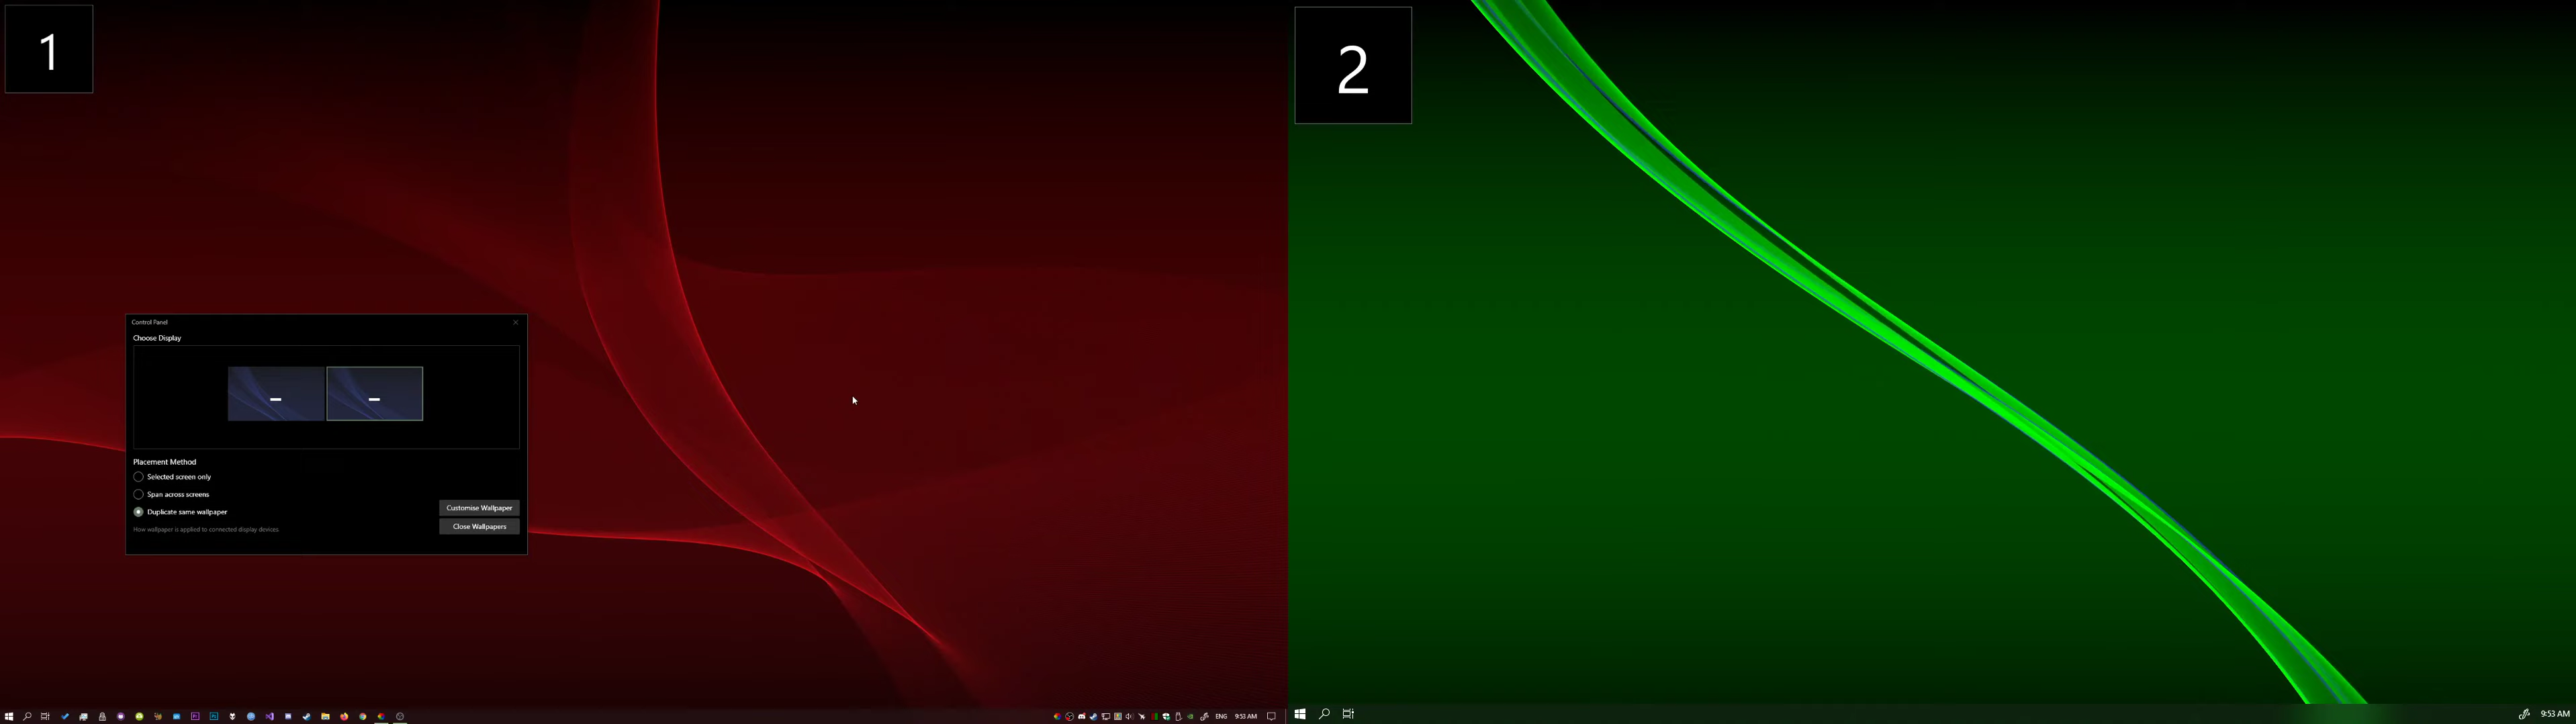 1
2
Control Panel
Choose Display
Placement Method
Selected screen only
Span across screens
Duplicate same wallpaper
How wallpaper is applied to connected display devices.
Customise Wallpaper
Close Wallpapers
ENG 9:53 AM
9:53 AM